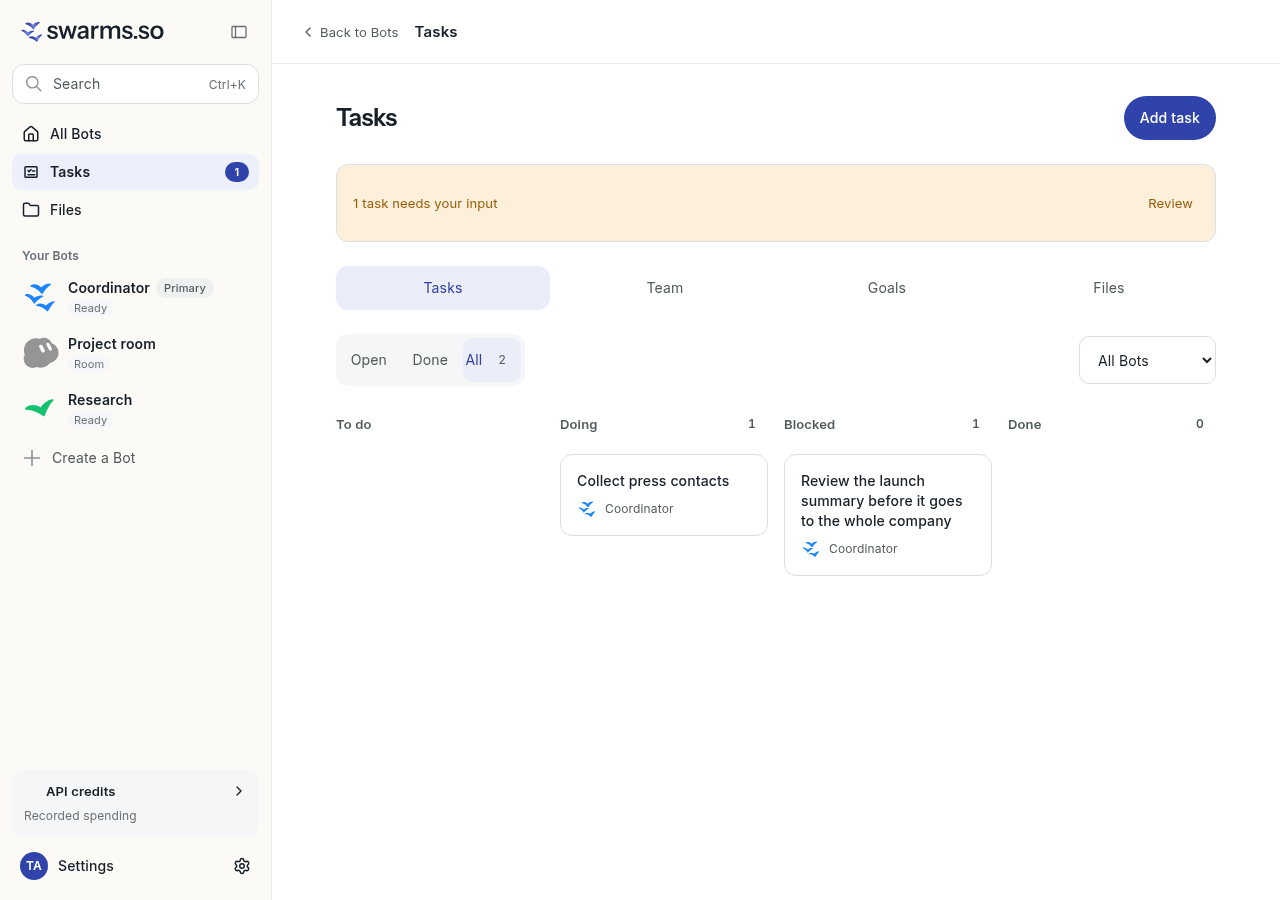 swarms.so
Search Ctrl+K
All Bots
Tasks 1
Files
Your Bots
Coordinator Primary
Ready
Project room
Room
Research
Ready
Create a Bot
API credits
Recorded spending
TA Settings
Back to Bots Tasks
Tasks Add task
1 task needs your input Review
Tasks Team Goals Files
Open Done All 2 All Bots
To do Doing 1 Blocked 1 Done 0
Collect press contacts
Coordinator
Review the launch
summary before it goes
to the whole company
Coordinator